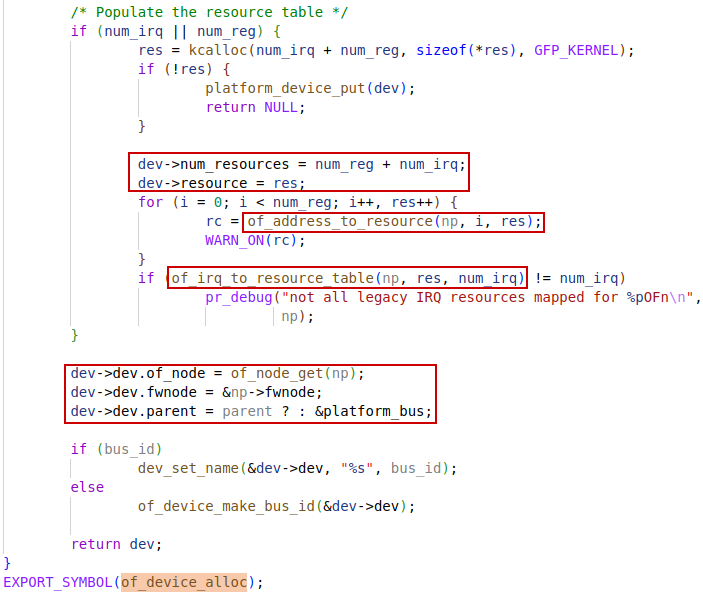 /* Populate the resource table */
if (num_irq || num_reg) {
res = kcalloc(num_irq + num_reg, sizeof(*res), GFP_KERNEL);
if (!res) {
platform_device_put(dev);
return NULL;
}
dev->num_resources = num_reg + num_irq;
dev->resource = res;
for (i = 0; i < num_reg; i++, res++) {
rc = of_address_to_resource(np, i, res);
WARN_ON(rc);
}
if (of_irq_to_resource_table(np, res, num_irq) != num_irq)
pr_debug("not all legacy IRQ resources mapped for %pOFn\n",
np);
}
dev->dev.of_node = of_node_get(np);
dev->dev.fwnode = &np->fwnode;
dev->dev.parent = parent ? : &platform_bus;
if (bus_id)
dev_set_name(&dev->dev, "%s", bus_id);
else
of_device_make_bus_id(&dev->dev);
return dev;
}
EXPORT_SYMBOL(of_device_alloc);